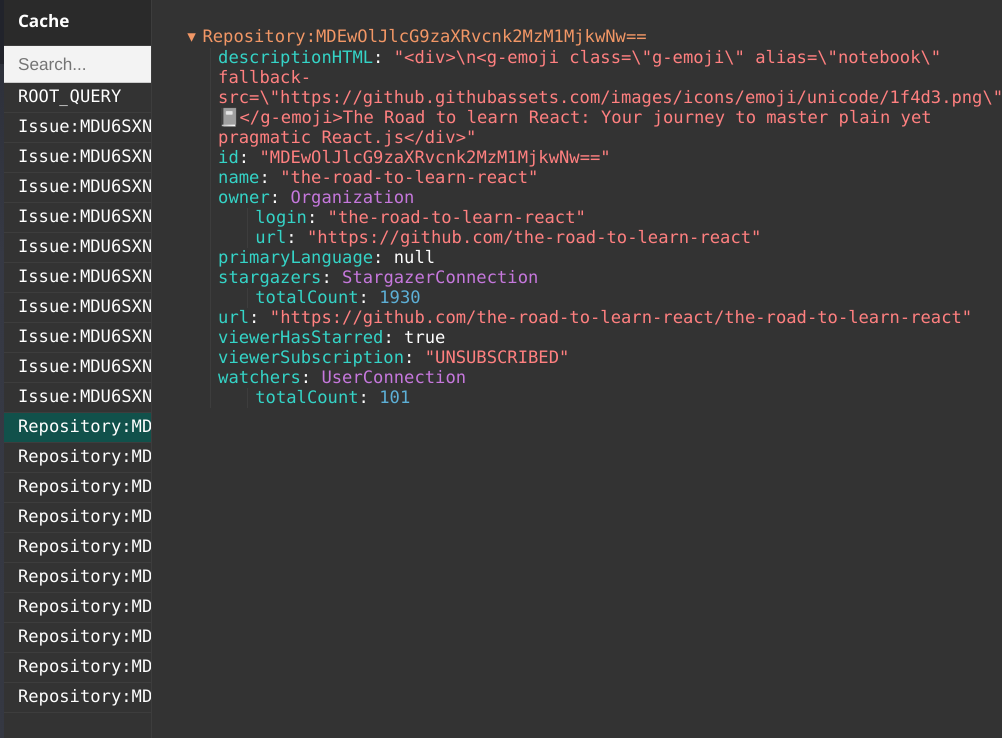 Cache
Search...
ROOT_QUERY
Issue:MDU6SXN
Issue:MDU6SXN
Issue:MDU6SXN
Issue:MDU6SXN
Issue:MDU6SXN
Issue:MDU6SXN
Issue:MDU6SXN
Issue:MDU6SXN
Issue:MDU6SXN
Issue:MDU6SXN
Repository:MD
Repository:MD
Repository:MD
Repository:MD
Repository:MD
Repository:MD
Repository:MD
Repository:MD
Repository:MD
Repository:MD
▼ Repository:MDEwOlJlcG9zaXRvcnk2MzM1MjkwNw==
descriptionHTML: "<div>\n<g-emoji class=\"g-emoji\" alias=\"notebook\"
fallback-
src=\"https://github.githubassets.com/images/icons/emoji/unicode/1f4d3.png\"
📓</g-emoji>The Road to learn React: Your journey to master plain yet
pragmatic React.js</div>"
id: "MDEwOlJlcG9zaXRvcnk2MzM1MjkwNw=="
name: "the-road-to-learn-react"
owner: Organization
login: "the-road-to-learn-react"
url: "https://github.com/the-road-to-learn-react"
primaryLanguage: null
stargazers: StargazerConnection
totalCount: 1930
url: "https://github.com/the-road-to-learn-react/the-road-to-learn-react"
viewerHasStarred: true
viewerSubscription: "UNSUBSCRIBED"
watchers: UserConnection
totalCount: 101